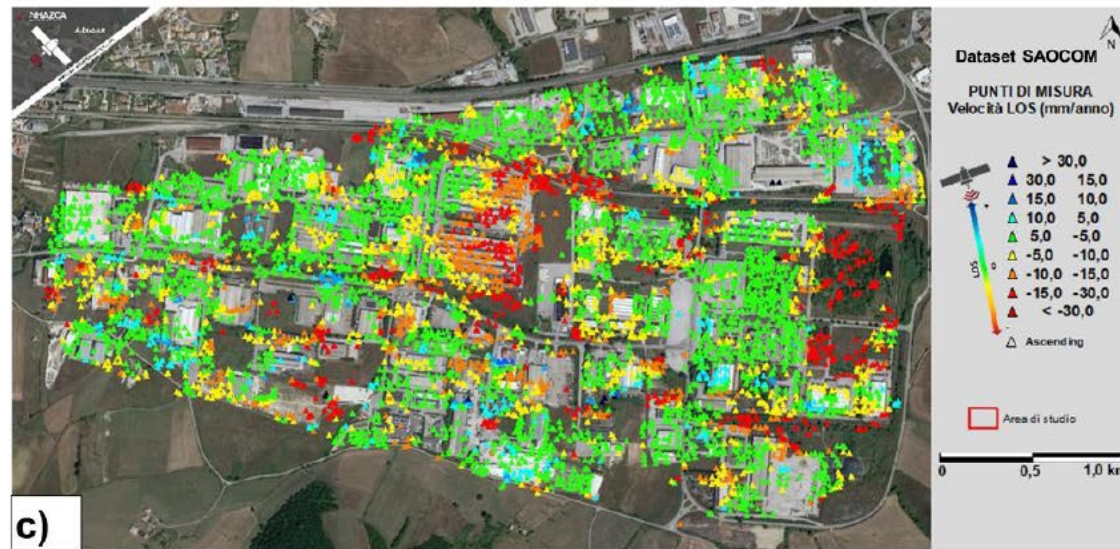 NHAZCA
c)
N
Dataset SAOCOM
PUNTI DI MISURA
Velocità LOS (mm/anno)
> 30,0
30,0 15,0
15,0 10,0
10,0 5,0
5,0 -5,0
-5,0 -10,0
-10,0 -15,0
-15,0 -30,0
< -30,0
LOS
0
Ascending
Area di studio
0 0,5 1,0 km